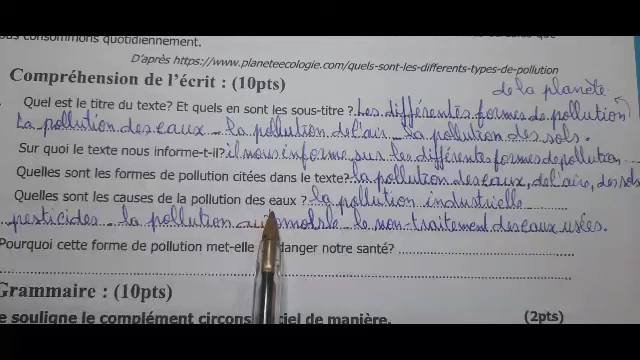 ous consommons quotidiennement.
D'après https://www.planeteecologie.com/quels-sont-les-differents-types-de-pollution
Compréhension de l'écrit : (10pts)
de la planète
Quel est le titre du texte? Et quels en sont les sous-titre ? Les différentes formes de pollution
La pollution des eaux - la pollution de l'air - la pollution des sols.
Sur quoi le texte nous informe-t-il? il nous informe sur les différentes formes de pollution
Quelles sont les formes de pollution citées dans le texte? la pollution des eaux, de l'aire, des sols
Quelles sont les causes de la pollution des eaux ? la pollution industrielle
pesticides - la pollution - le non-traitement des eaux usées.
Pourquoi cette forme de pollution met-elle danger notre santé?
Grammaire : (10pts)
e souligne le complément circons ciel de manière. (2pts)